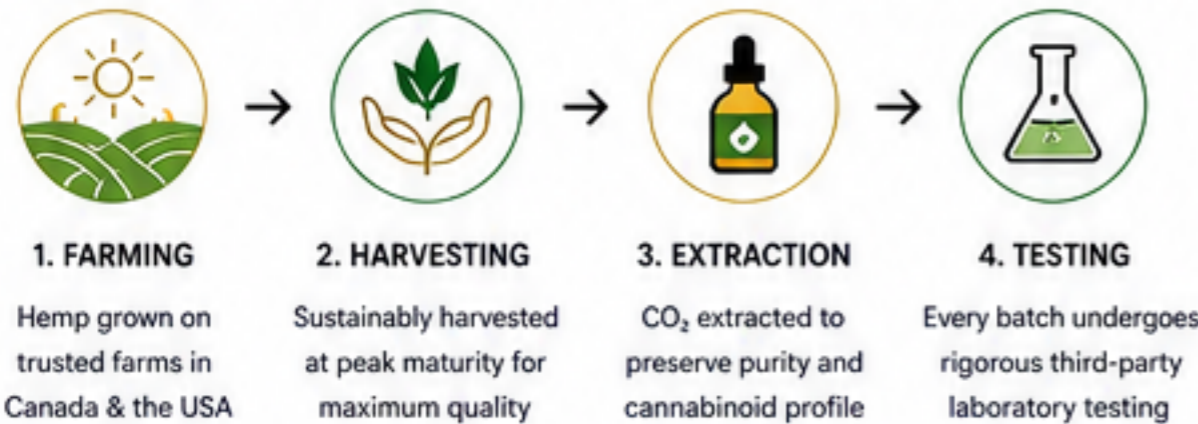 1. FARMING
Hemp grown on
trusted farms in
Canada & the USA
2. HARVESTING
Sustainably harvested
at peak maturity for
maximum quality
3. EXTRACTION
CO₂ extracted to
preserve purity and
cannabinoid profile
4. TESTING
Every batch undergoes
rigorous third-party
laboratory testing